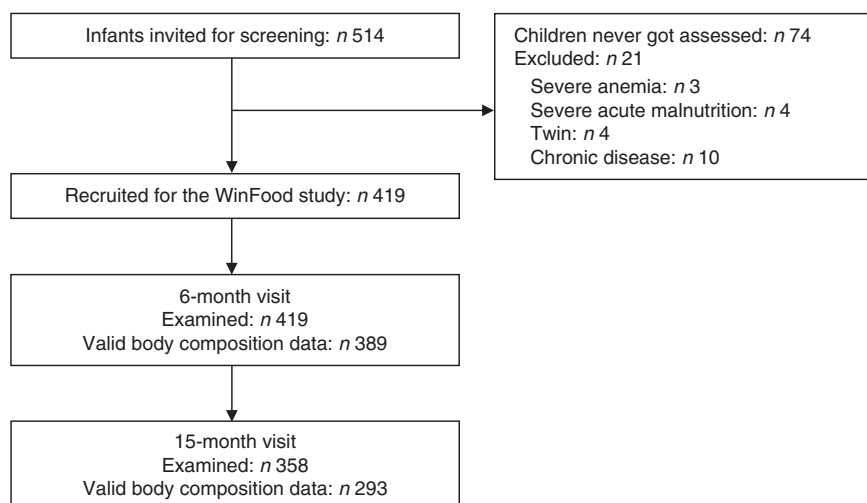 Infants invited for screening: n 514
Children never got assessed: n 74
Excluded: n 21
Severe anemia: n 3
Severe acute malnutrition: n 4
Twin: n 4
Chronic disease: n 10
Recruited for the WinFood study: n 419
6-month visit
Examined: n 419
Valid body composition data: n 389
15-month visit
Examined: n 358
Valid body composition data: n 293